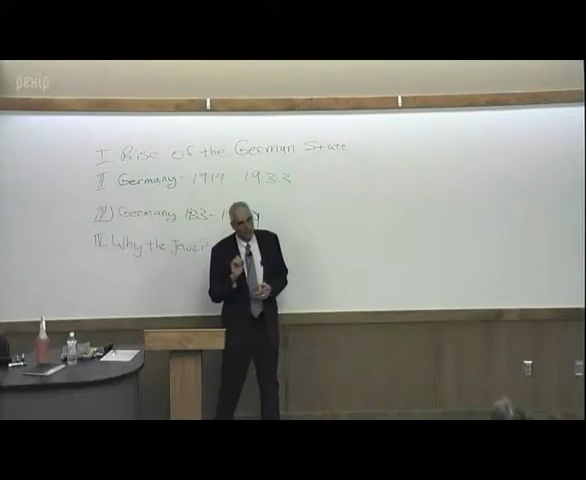 pexip
I. Rise of the German State
II Germany - 1919 - 1933
III) Germany 1933 -
IV Why the Jews?